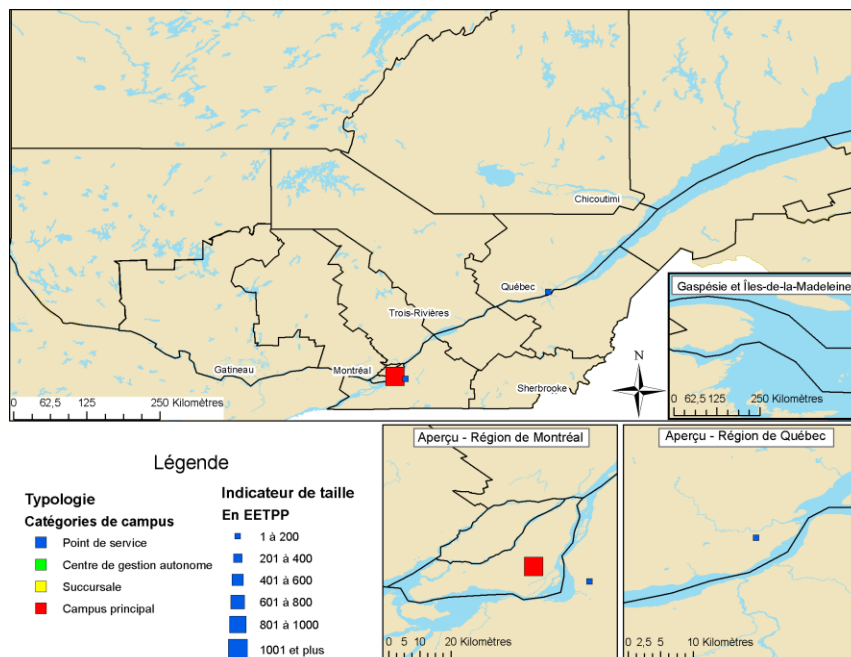 Chicoutimi
Québec
Gaspésie et Îles-de-la-Madeleine
Trois-Rivières
Gatineau
Montréal
Sherbrooke
N
0 62,5 125 250 Kilomètres
0 62,5 125 250 Kilomètres
Légende
Typologie
Catégories de campus
Point de service
Centre de gestion autonome
Succursale
Campus principal
Indicateur de taille
En EETPP
1 à 200
201 à 400
401 à 600
601 à 800
801 à 1000
1001 et plus
Aperçu - Région de Montréal
0 5 10 20 Kilomètres
Aperçu - Région de Québec
0 2,5 5 10 Kilomètres